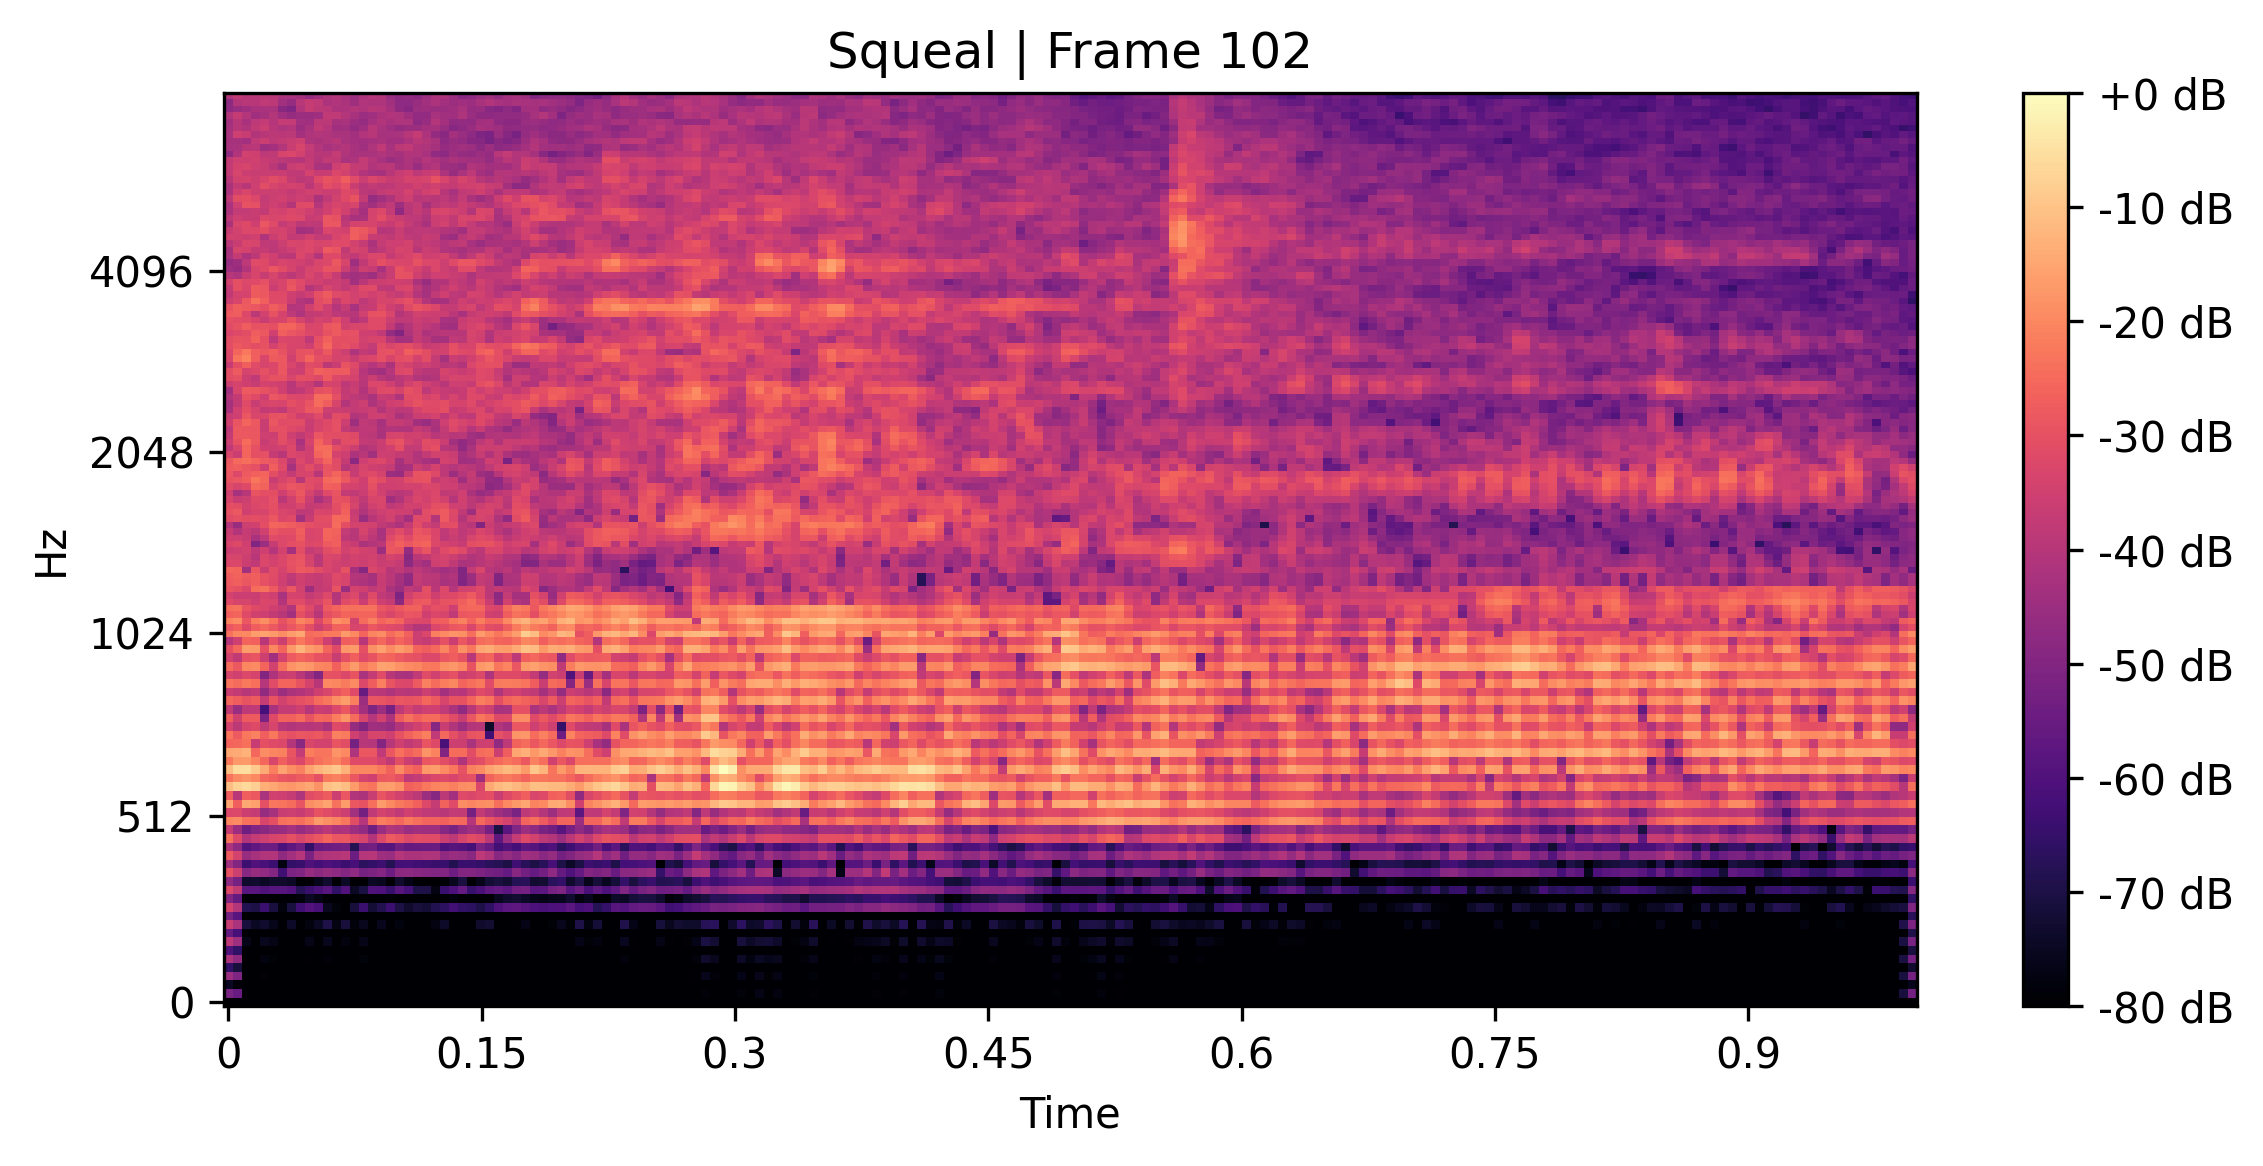 Squeal | Frame 102
+0 dB
-10 dB
-20 dB
-30 dB
-40 dB
-50 dB
-60 dB
-70 dB
-80 dB
Hz
4096
2048
1024
512
0
0 0.15 0.3 0.45 0.6 0.75 0.9
Time